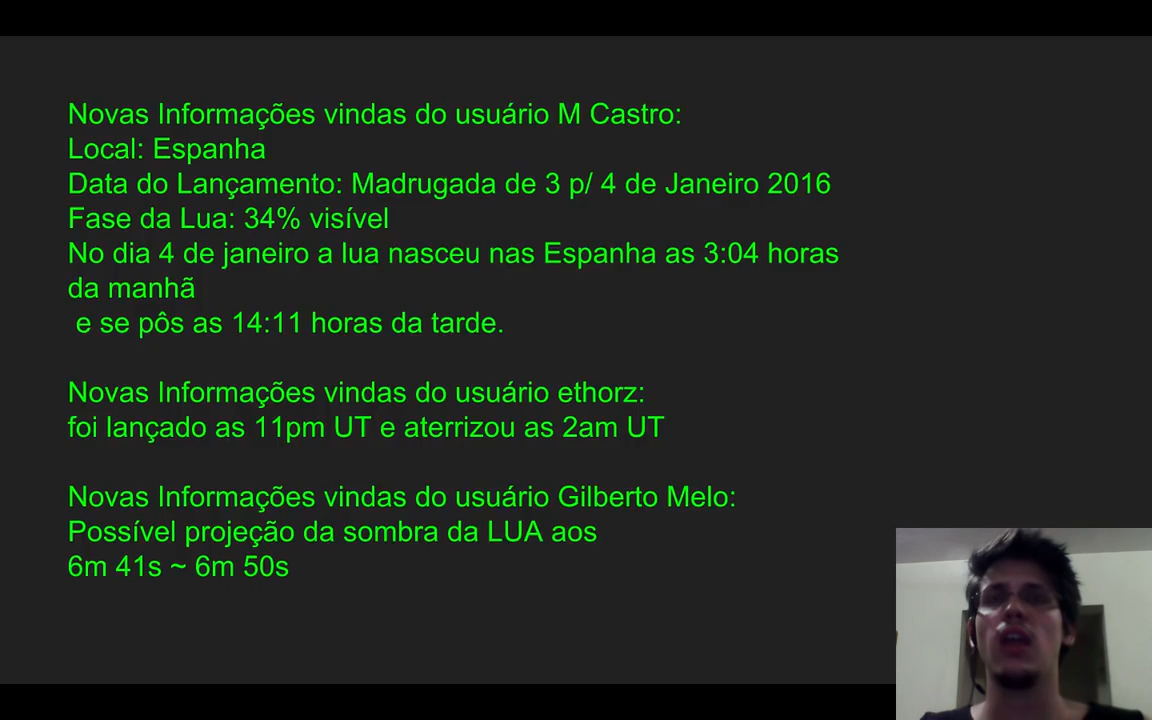 Novas Informações vindas do usuário M Castro:
Local: Espanha
Data do Lançamento: Madrugada de 3 p/ 4 de Janeiro 2016
Fase da Lua: 34% visível
No dia 4 de janeiro a lua nasceu nas Espanha as 3:04 horas
da manhã
e se pôs as 14:11 horas da tarde.
Novas Informações vindas do usuário ethorz:
foi lançado as 11pm UT e aterrizou as 2am UT
Novas Informações vindas do usuário Gilberto Melo:
Possível projeção da sombra da LUA aos
6m 41s ~ 6m 50s